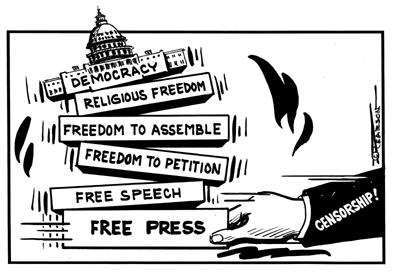 DEMOCRACY
RELIGIOUS FREEDOM
FREEDOM TO ASSEMBLE
FREEDOM TO PETITION
FREE SPEECH
FREE PRESS
CENSORSHIP!